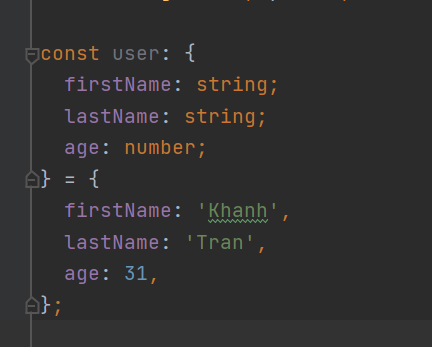 const user: {
  firstName: string;
  lastName: string;
  age: number;
} = {
  firstName: 'Khanh',
  lastName: 'Tran',
  age: 31,
};